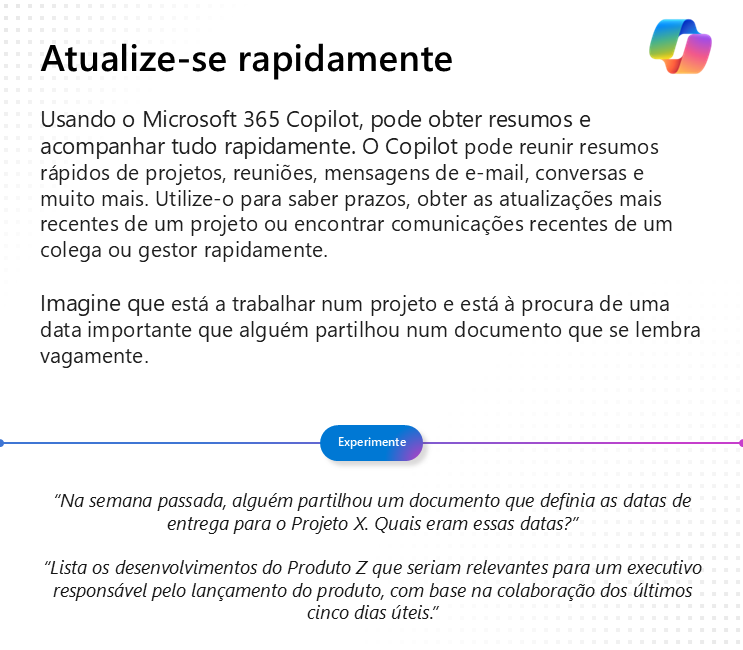 Atualize-se rapidamente
Usando o Microsoft 365 Copilot, pode obter resumos e
acompanhar tudo rapidamente. O Copilot pode reunir resumos
rápidos de projetos, reuniões, mensagens de e-mail, conversas e
muito mais. Utilize-o para saber prazos, obter as atualizações mais
recentes de um projeto ou encontrar comunicações recentes de um
colega ou gestor rapidamente.
Imagine que está a trabalhar num projeto e está à procura de uma
data importante que alguém partilhou num documento que se lembra
vagamente.
Experimente
“Na semana passada, alguém partilhou um documento que definia as datas de
entrega para o Projeto X. Quais eram essas datas?”
“Lista os desenvolvimentos do Produto Z que seriam relevantes para um executivo
responsável pelo lançamento do produto, com base na colaboração dos últimos
cinco dias úteis.”